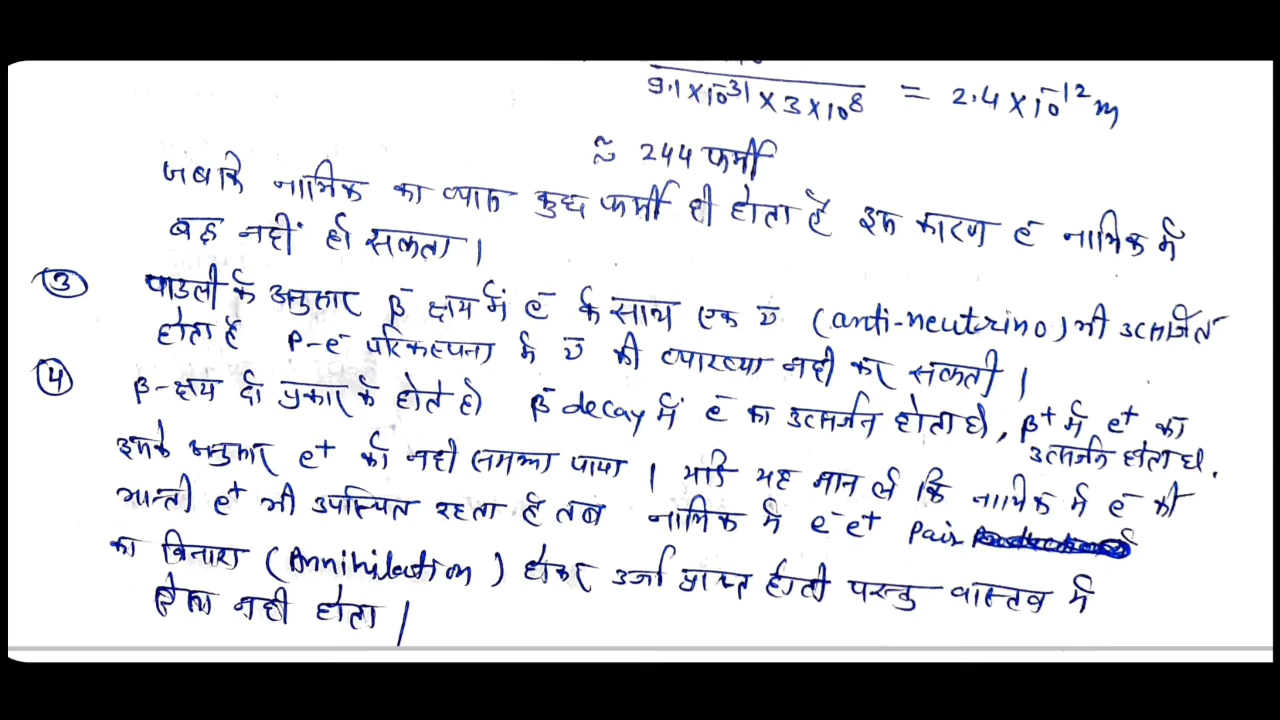 9.1×10⁻³¹ × 3×10⁸ = 2.4×10⁻¹² m
≈ 244 फर्मी
जबकि नाभिक का व्यास कुछ फर्मी ही होता है इस कारण e⁻ नाभिक में
बद्ध नहीं हो सकता ।
③ पाउली के अनुसार β⁻ क्षय में e⁻ के साथ एक ν̄ (anti-neutrino) भी उत्सर्जित
होता है P-e⁻ परिकल्पना में ν̄ की व्याख्या नही कर सकती ।
④ β-क्षय दो प्रकार के होते हो β⁻ decay में e⁻ का उत्सर्जन होता है, β⁺ में e⁺ का
उत्सर्जन होता है.
इसके अनुसार e⁺ को नही समझा पाया । यदि यह मान ले कि नाभिक में e⁻ की
भान्ती e⁺ भी उपस्थित रहता है तब नाभिक में e⁻e⁺ Pair
का विनाश (Annihilation) होकर उर्जा प्राप्त होती परन्तु वास्तव में
ऐसा नही होता ।